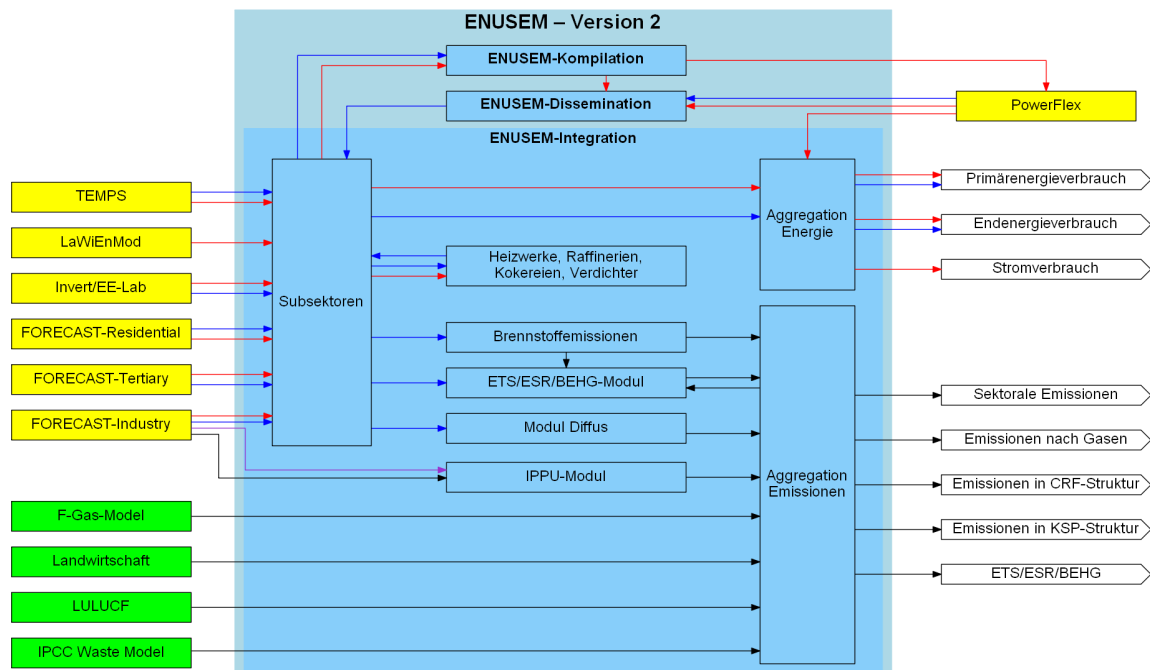 ENUSEM – Version 2
ENUSEM-Kompilation
ENUSEM-Dissemination
PowerFlex
ENUSEM-Integration
TEMPS
LaWiEnMod
Invert/EE-Lab
FORECAST-Residential
FORECAST-Tertiary
FORECAST-Industry
F-Gas-Model
Landwirtschaft
LULUCF
IPCC Waste Model
Subsektoren
Heizwerke, Raffinerien,
Kokereien, Verdichter
Brennstoffemissionen
ETS/ESR/BEHG-Modul
Modul Diffus
IPPU-Modul
Aggregation
Energie
Aggregation
Emissionen
Primärenergieverbrauch
Endenergieverbrauch
Stromverbrauch
Sektorale Emissionen
Emissionen nach Gasen
Emissionen in CRF-Struktur
Emissionen in KSP-Struktur
ETS/ESR/BEHG